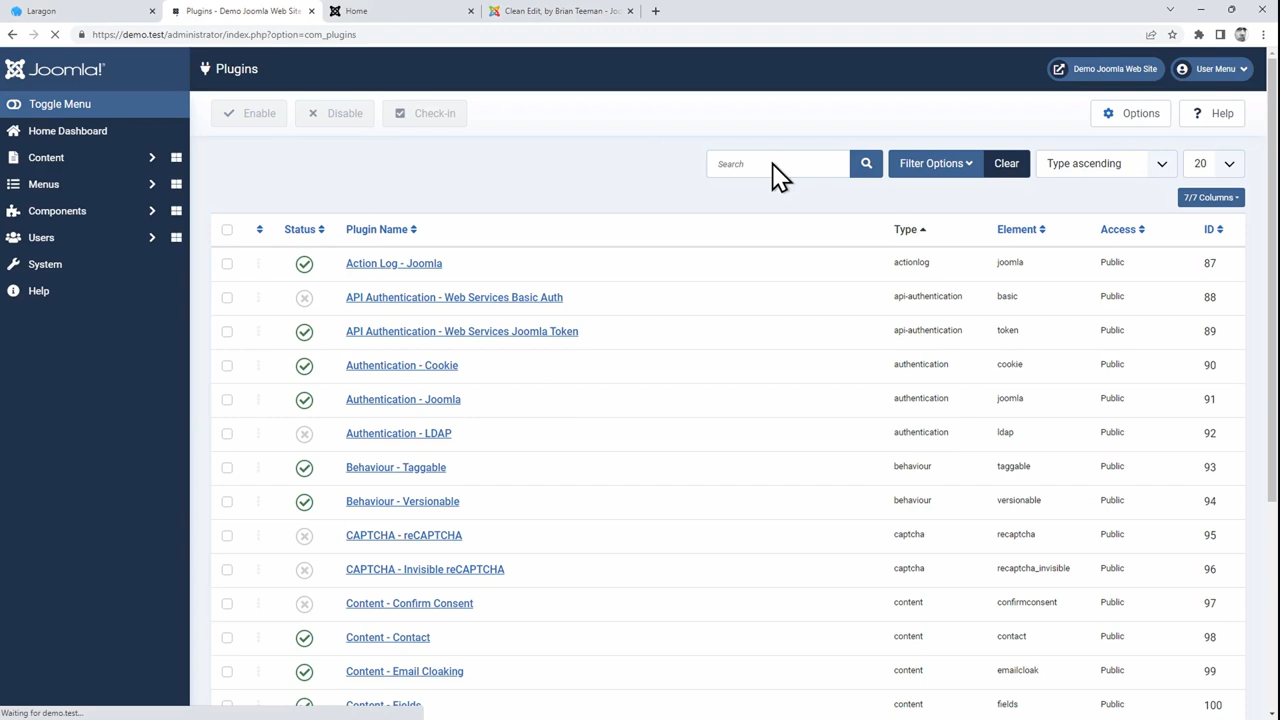 Laragon
Plugins - Demo Joomla Web Site
Home
Clean Edit, by Brian Teeman - Joo
https://demo.test/administrator/index.php?option=com_plugins
Joomla!
Plugins
Demo Joomla Web Site
User Menu
Toggle Menu
Home Dashboard
Content
Menus
Components
Users
System
Help
Enable
Disable
Check-in
Options
Help
Search
Filter Options
Clear
Type ascending
20
7/7 Columns
Status Plugin Name Type Element Access ID
Action Log - Joomla actionlog joomla Public 87
API Authentication - Web Services Basic Auth api-authentication basic Public 88
API Authentication - Web Services Joomla Token api-authentication token Public 89
Authentication - Cookie authentication cookie Public 90
Authentication - Joomla authentication joomla Public 91
Authentication - LDAP authentication ldap Public 92
Behaviour - Taggable behaviour taggable Public 93
Behaviour - Versionable behaviour versionable Public 94
CAPTCHA - reCAPTCHA captcha recaptcha Public 95
CAPTCHA - Invisible reCAPTCHA captcha recaptcha_invisible Public 96
Content - Confirm Consent content confirmconsent Public 97
Content - Contact content contact Public 98
Content - Email Cloaking content emailcloak Public 99
Content - Fields content fields Public 100
Waiting for demo.test...